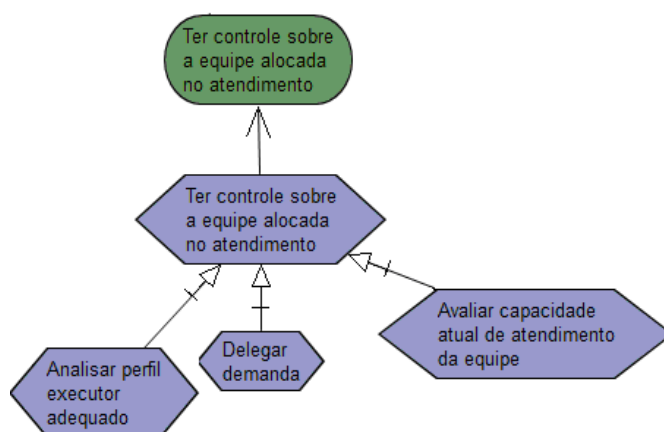 Ter controle sobre
a equipe alocada
no atendimento
Ter controle sobre
a equipe alocada
no atendimento
Analisar perfil
executor
adequado
Delegar
demanda
Avaliar capacidade
atual de atendimento
da equipe